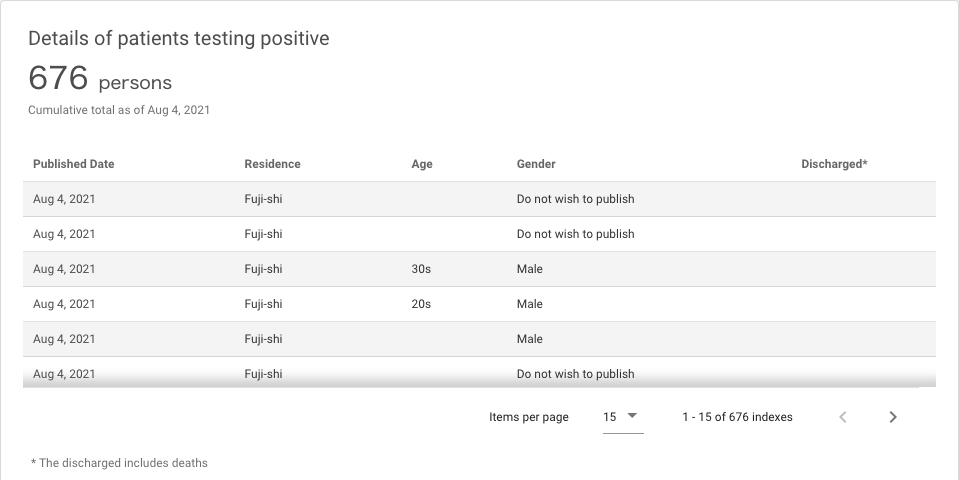 Details of patients testing positive
676 persons
Cumulative total as of Aug 4, 2021
Published Date Residence Age Gender Discharged*
Aug 4, 2021 Fuji-shi Do not wish to publish
Aug 4, 2021 Fuji-shi Do not wish to publish
Aug 4, 2021 Fuji-shi 30s Male
Aug 4, 2021 Fuji-shi 20s Male
Aug 4, 2021 Fuji-shi Male
Aug 4, 2021 Fuji-shi Do not wish to publish
Items per page 15 1 - 15 of 676 indexes
* The discharged includes deaths